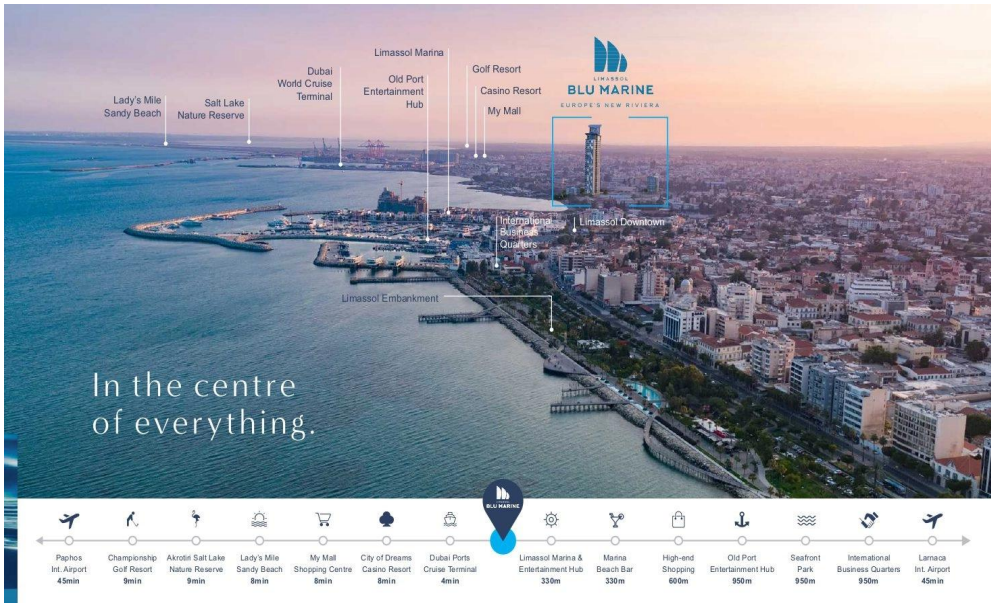 Limassol Marina
Golf Resort
Dubai
World Cruise
Terminal
Old Port
Entertainment
Hub
Casino Resort
My Mall
Lady's Mile
Sandy Beach
Salt Lake
Nature Reserve
LIMASSOL
BLU MARINE
EUROPE'S NEW RIVIERA
International
Business
Quarters
Limassol Downtown
Limassol Embankment
In the centre
of everything.
LIMASSOL
BLU MARINE
Paphos
Int. Airport
45min
Championship
Golf Resort
9min
Akrotiri Salt Lake
Nature Reserve
9min
Lady's Mile
Sandy Beach
8min
My Mall
Shopping Centre
8min
City of Dreams
Casino Resort
8min
Dubai Ports
Cruise Terminal
4min
Limassol Marina &
Entertainment Hub
330m
Marina
Beach Bar
330m
High-end
Shopping
600m
Old Port
Entertainment Hub
950m
Seafront
Park
950m
International
Business Quarters
950m
Larnaca
Int. Airport
45min